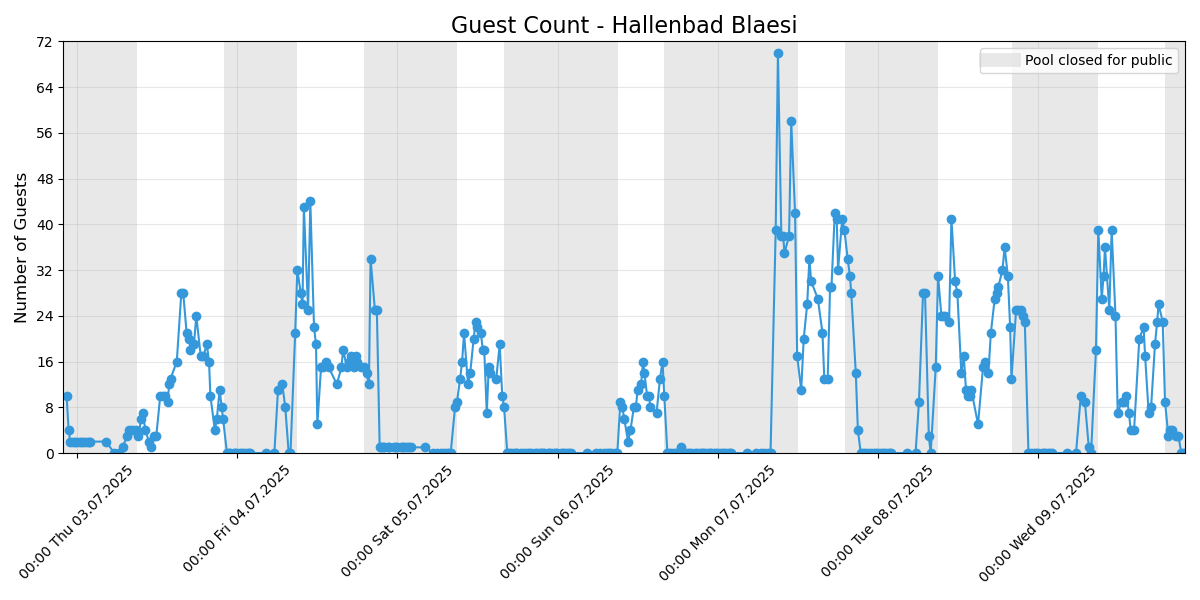 Guest Count - Hallenbad Blaesi
Pool closed for public
Number of Guests
72
64
56
48
40
32
24
16
8
0
00:00 Thu 03.07.2025
00:00 Fri 04.07.2025
00:00 Sat 05.07.2025
00:00 Sun 06.07.2025
00:00 Mon 07.07.2025
00:00 Tue 08.07.2025
00:00 Wed 09.07.2025